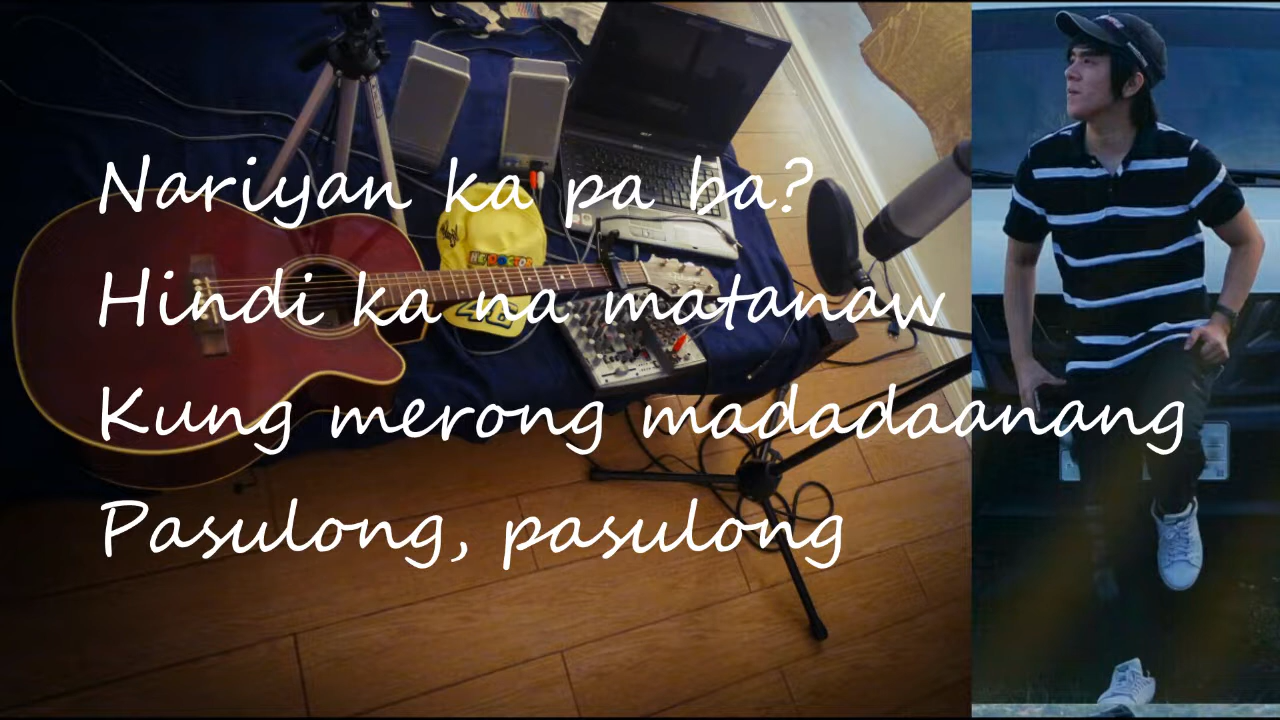 Nariyan ka pa ba?
Hindi ka na matanaw
Kung merong madadaanang
Pasulong, pasulong